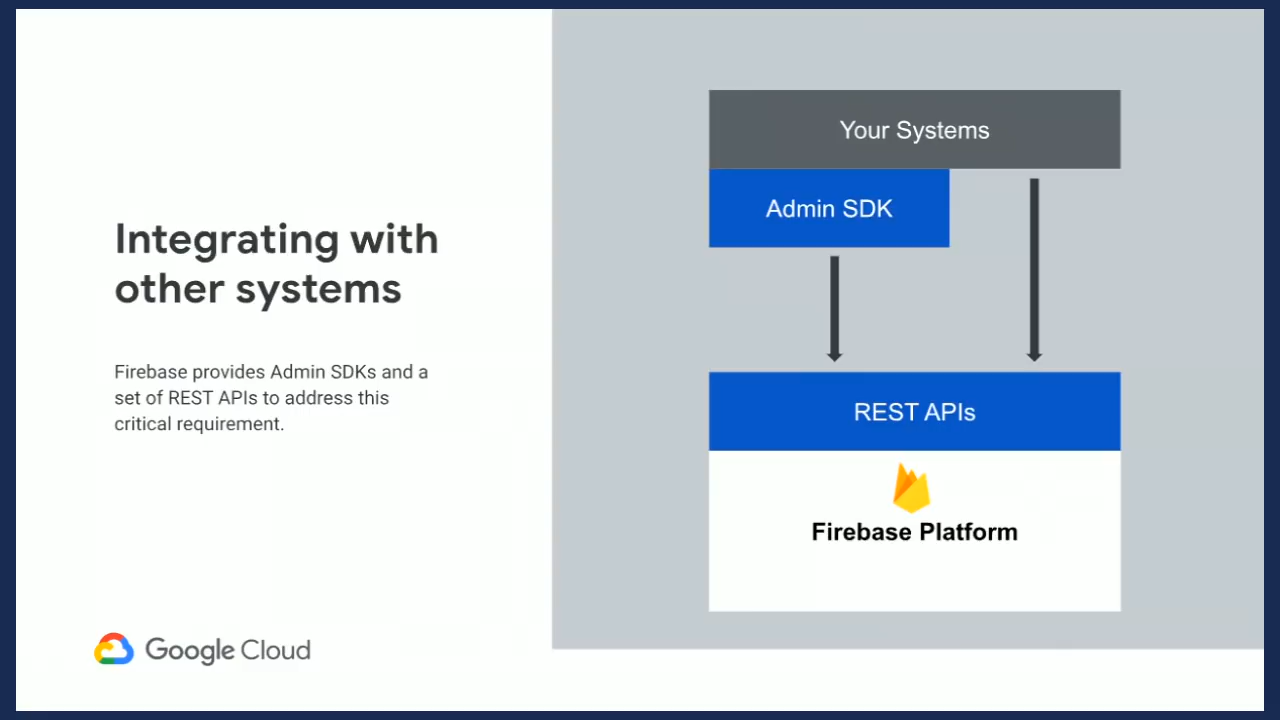 Integrating with
other systems
Firebase provides Admin SDKs and a
set of REST APIs to address this
critical requirement.
Google Cloud
Your Systems
Admin SDK
REST APIs
Firebase Platform